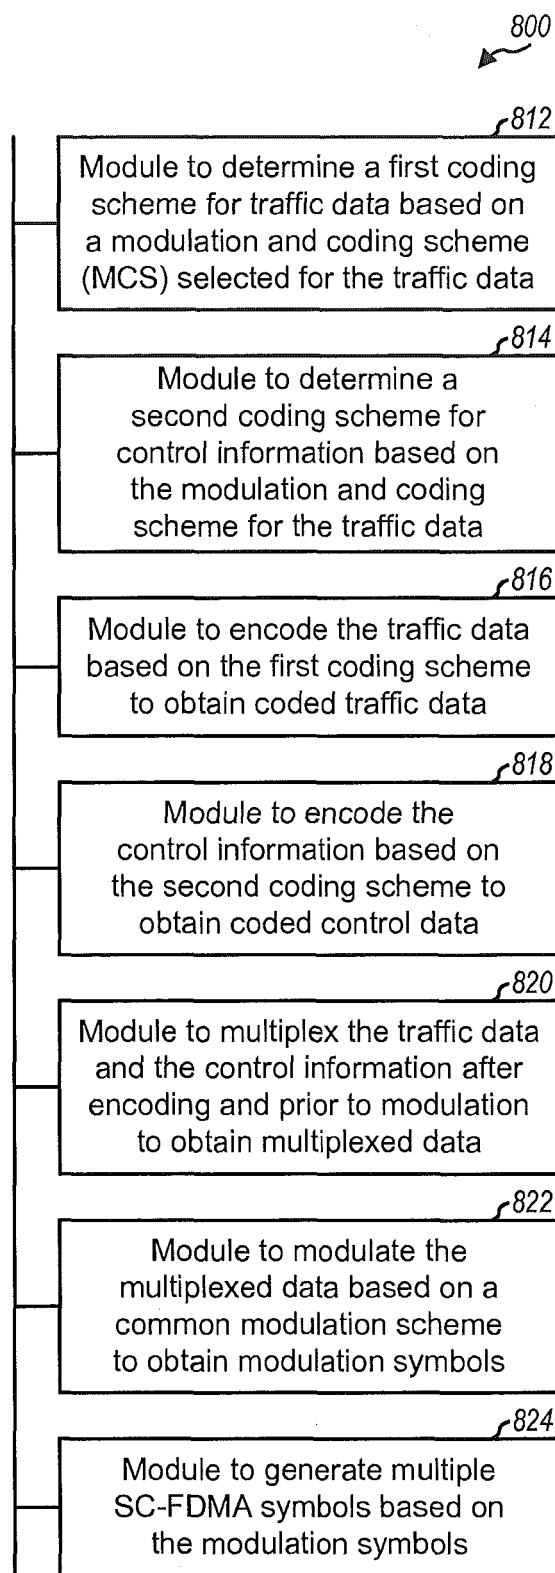 800
812
Module to determine a first coding
scheme for traffic data based on
a modulation and coding scheme
(MCS) selected for the traffic data
814
Module to determine a
second coding scheme for
control information based on
the modulation and coding
scheme for the traffic data
816
Module to encode the traffic data
based on the first coding scheme
to obtain coded traffic data
818
Module to encode the
control information based on
the second coding scheme to
obtain coded control data
820
Module to multiplex the traffic data
and the control information after
encoding and prior to modulation
to obtain multiplexed data
822
Module to modulate the
multiplexed data based on a
common modulation scheme
to obtain modulation symbols
824
Module to generate multiple
SC-FDMA symbols based on
the modulation symbols